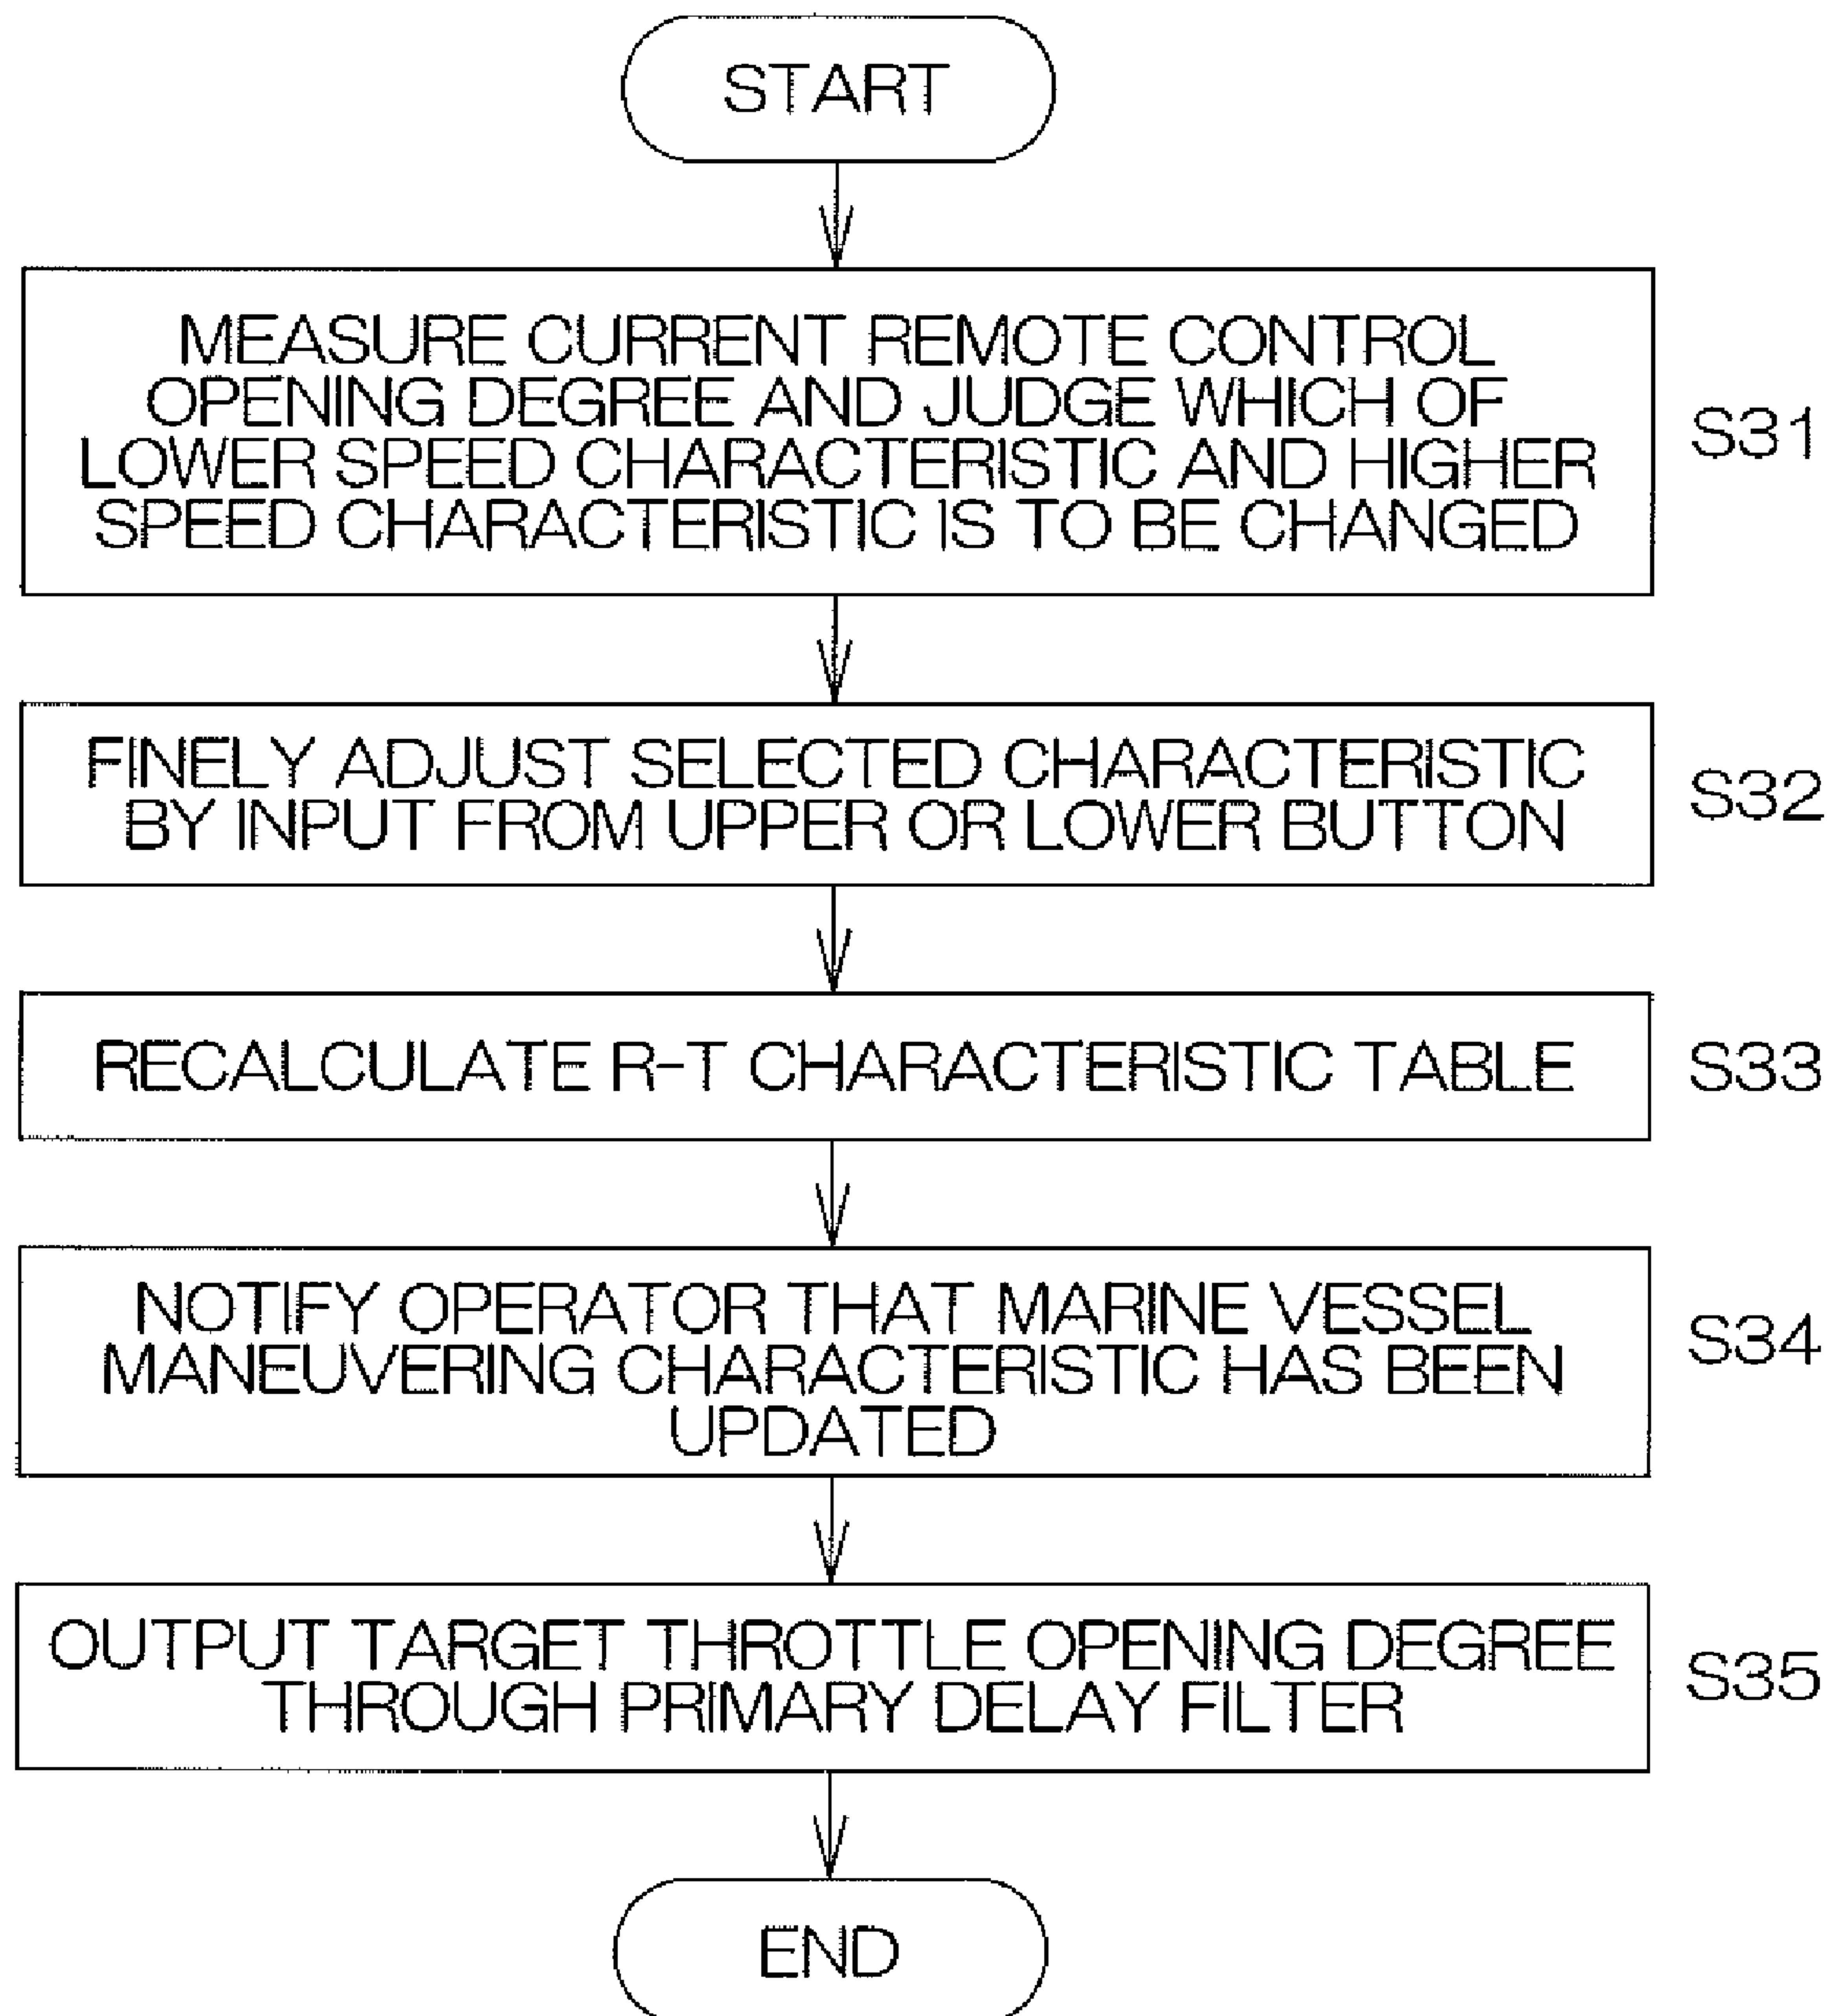 START
MEASURE CURRENT REMOTE CONTROL
OPENING DEGREE AND JUDGE WHICH OF
LOWER SPEED CHARACTERISTIC AND HIGHER
SPEED CHARACTERISTIC IS TO BE CHANGED
S31
FINELY ADJUST SELECTED CHARACTERISTIC
BY INPUT FROM UPPER OR LOWER BUTTON
S32
RECALCULATE R-T CHARACTERISTIC TABLE
S33
NOTIFY OPERATOR THAT MARINE VESSEL
MANEUVERING CHARACTERISTIC HAS BEEN
UPDATED
S34
OUTPUT TARGET THROTTLE OPENING DEGREE
THROUGH PRIMARY DELAY FILTER
S35
END